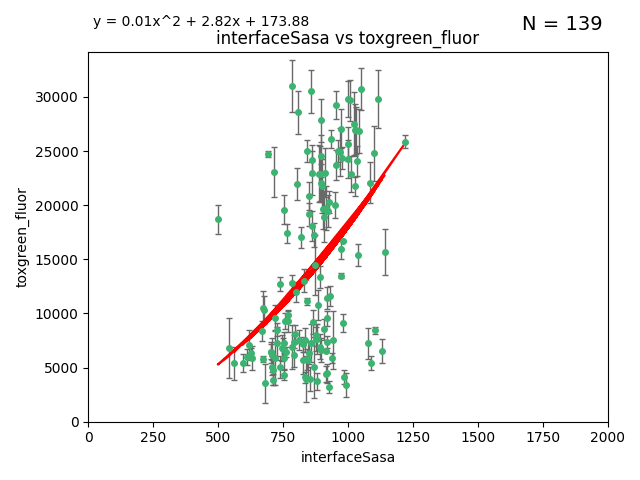 y = 0.01x^2 + 2.82x + 173.88
N = 139
interfaceSasa vs toxgreen_fluor
30000
25000
20000
15000
10000
5000
0
toxgreen_fluor
0 250 500 750 1000 1250 1500 1750 2000
interfaceSasa